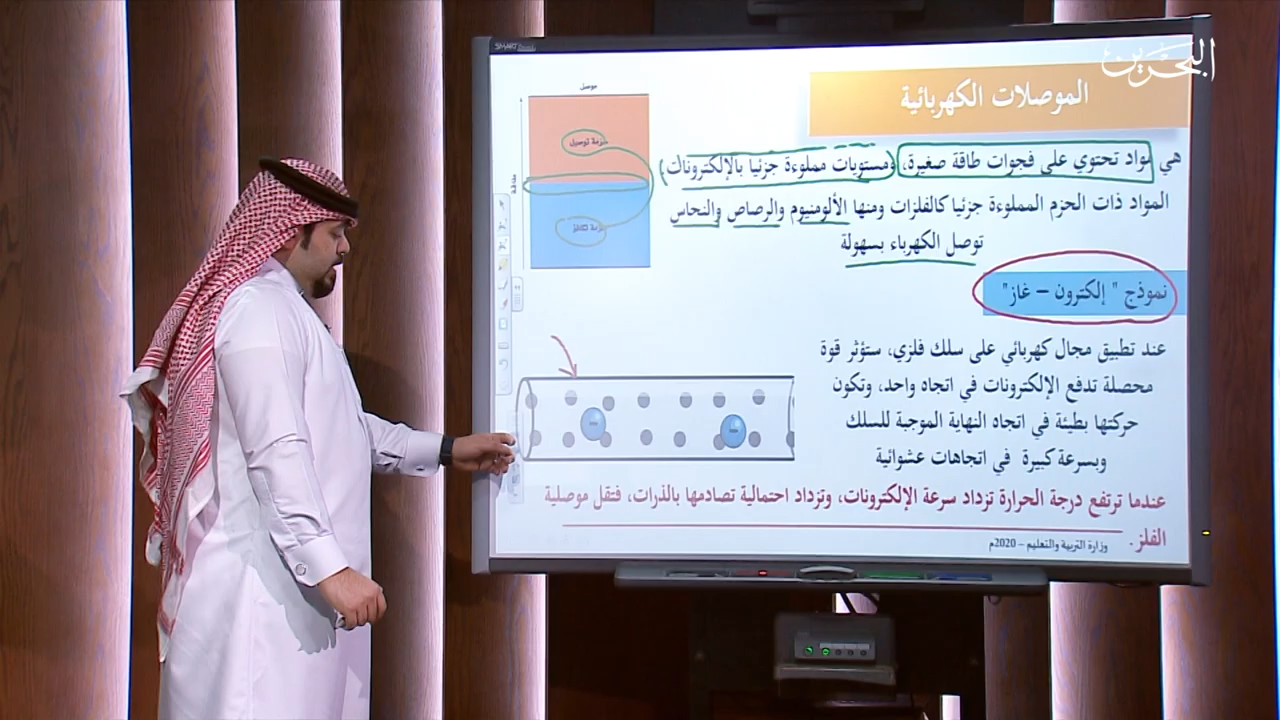 SMART
البحرين
الموصلات الكهربائية
هي مواد تحتوي على فجوات طاقة صغيرة، ومستويات مملوءة جزئيا بالإلكترونات)
المواد ذات الحزم المملوءة جزئيا كالفلزات ومنها الألومنيوم والرصاص والنحاس
توصل الكهرباء بسهولة
موصل
حزمة توصيل
طاقة
حزمة تكافؤ
نموذج " إلكترون – غاز"
عند تطبيق مجال كهربائي على سلك فلزي، ستؤثر قوة
محصلة تدفع الإلكترونات في اتجاه واحد، وتكون
حركتها بطيئة في اتجاه النهاية الموجبة للسلك
وبسرعة كبيرة في اتجاهات عشوائية
عندما ترتفع درجة الحرارة تزداد سرعة الإلكترونات، وتزداد احتمالية تصادمها بالذرات، فتقل موصلية
الفلز.
وزارة التربية والتعليم – 2020م